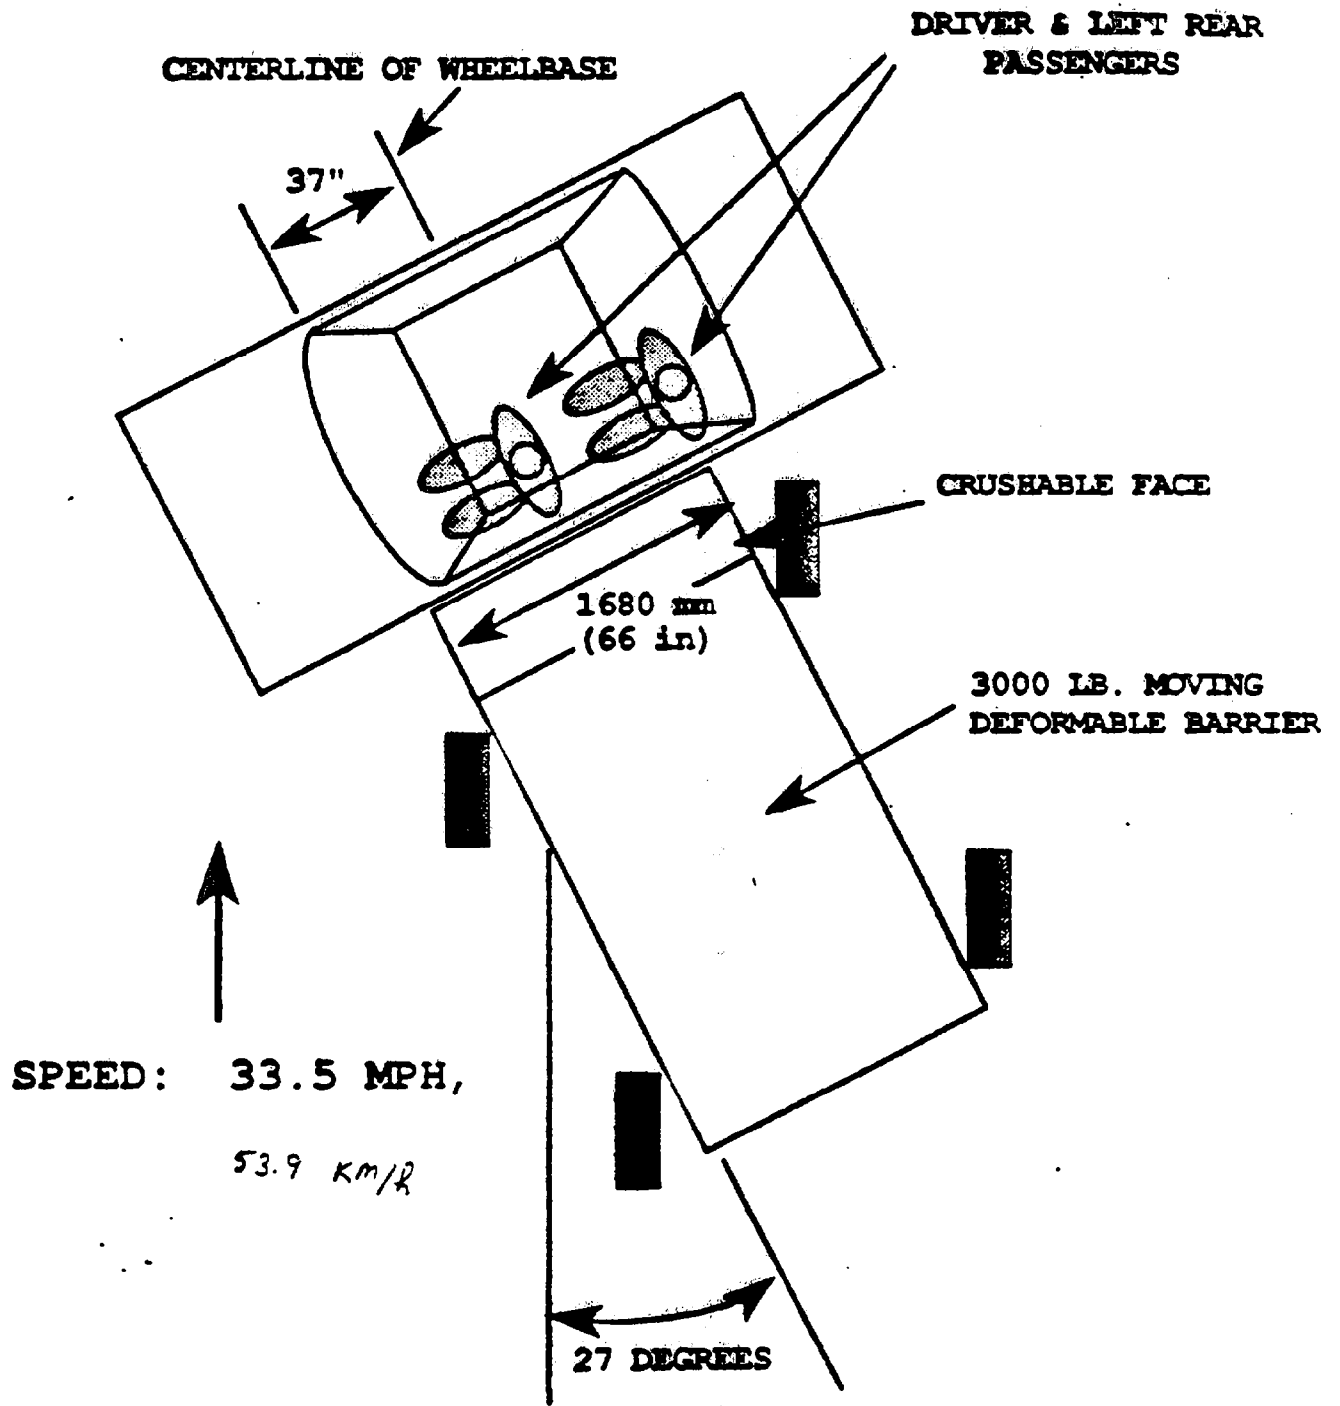 DRIVER & LEFT REAR
PASSENGERS
CENTERLINE OF WHEELBASE
37"
CRUSHABLE FACE
1680 mm
(66 in)
3000 LB. MOVING
DEFORMABLE BARRIER
SPEED: 33.5 MPH,
53.9 KM/h
27 DEGREES